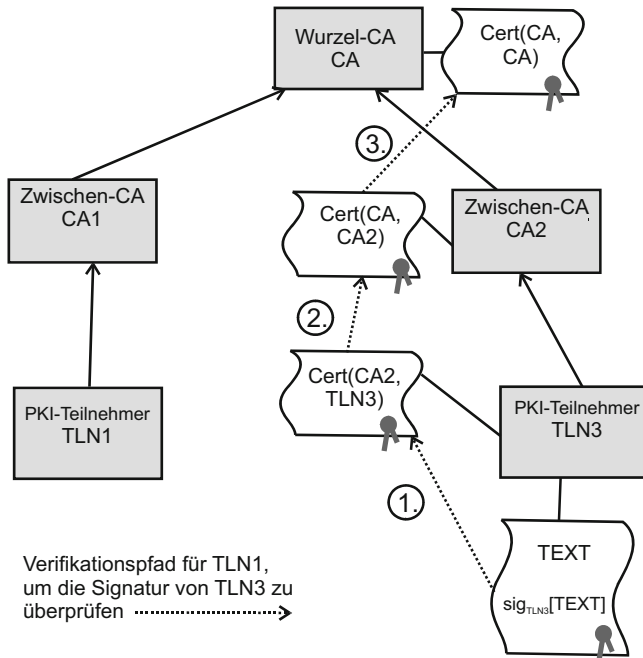 Wurzel-CA
CA
Cert(CA,
CA)
3.
Zwischen-CA
CA1
Cert(CA,
CA2)
Zwischen-CA
CA2
2.
PKI-Teilnehmer
TLN1
Cert(CA2,
TLN3)
PKI-Teilnehmer
TLN3
1.
TEXT
sigTLN3[TEXT]
Verifikationspfad für TLN1,
um die Signatur von TLN3 zu
überprüfen